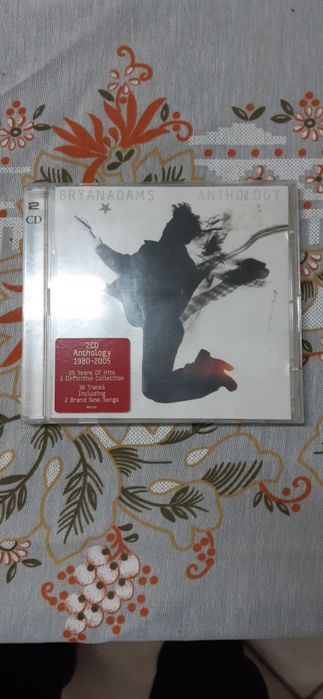 2
CD
BRYANADAMS ANTHOLOGY
2CD
Anthology
1980-2005
25 Years Of Hits
1 Definitive Collection
36 Tracks
Including
2 Brand New Songs